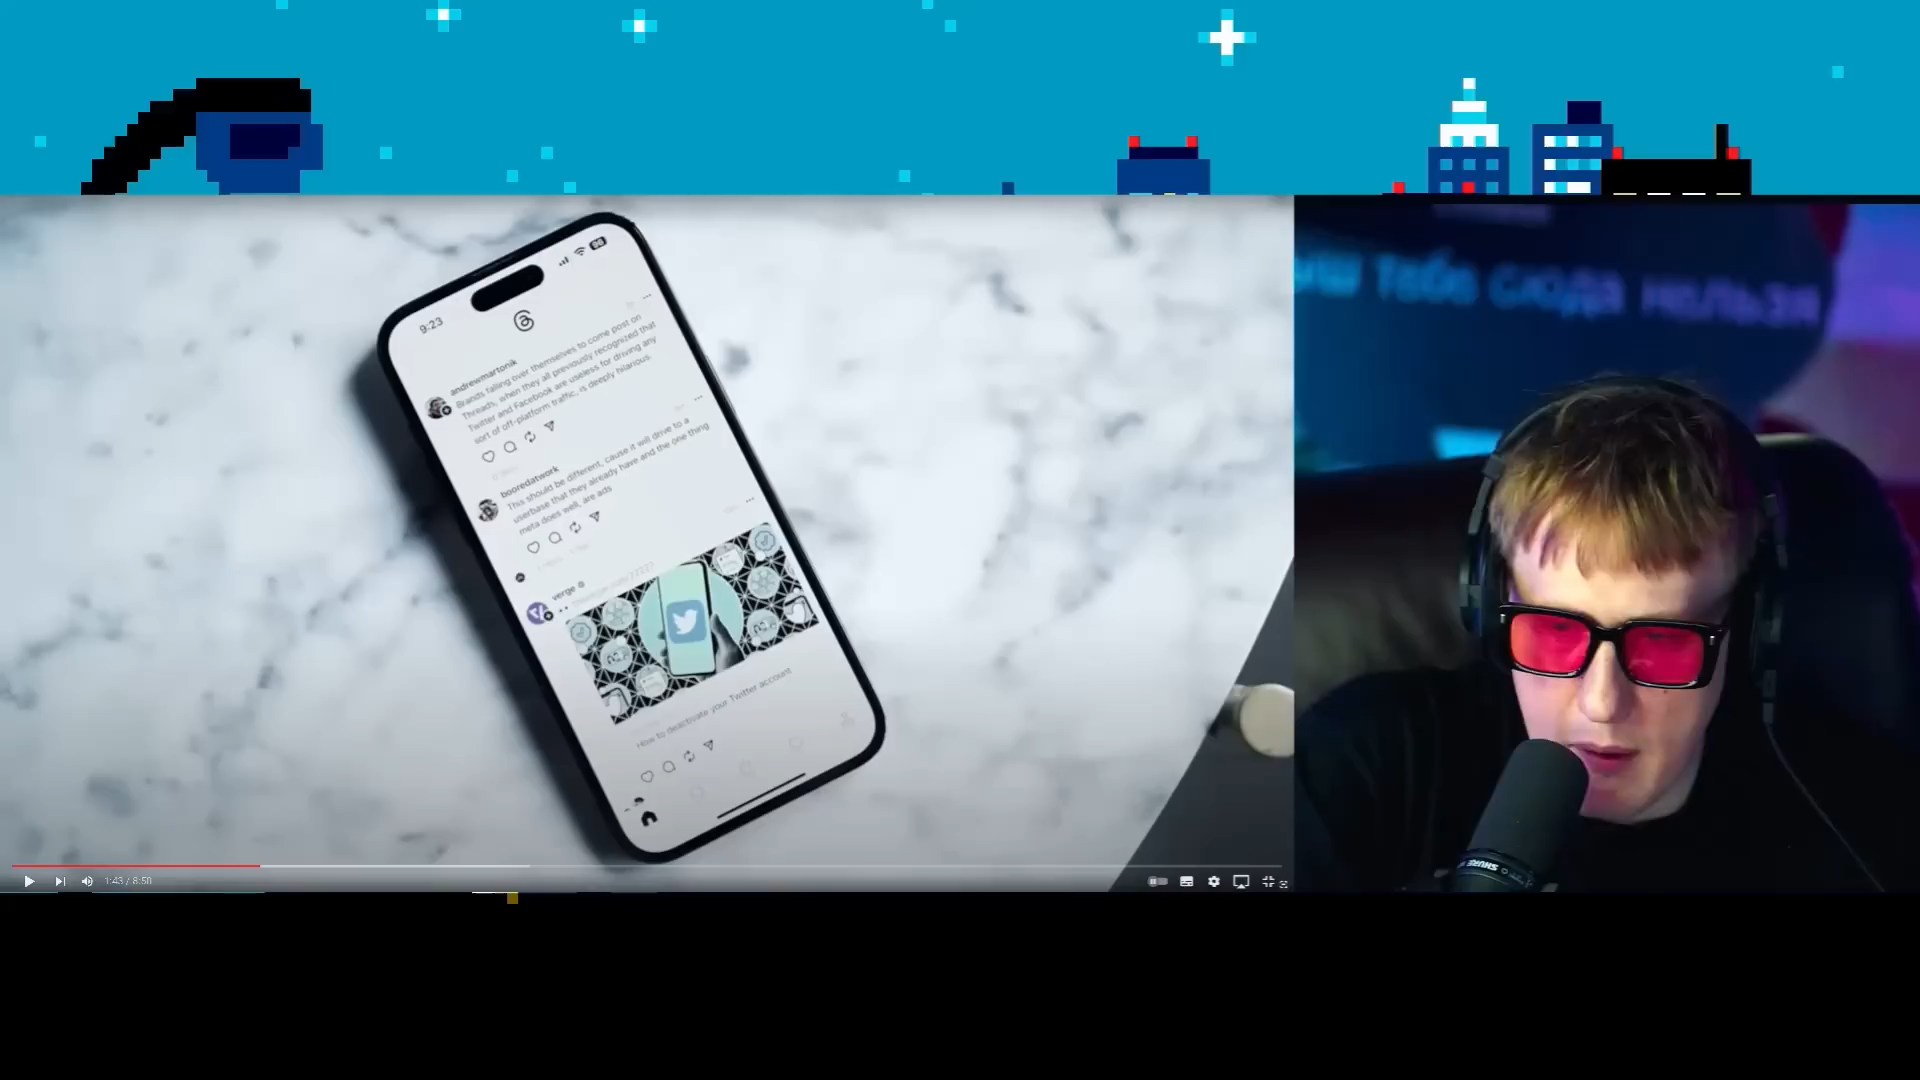 тебе сюда нельзя
9:23
andrewmartonik
Brands falling over themselves to come post on
Threads, when they all previously recognized that
Twitter and Facebook are useless for driving any
sort of off-platform traffic, is deeply hilarious.
booredatwork
This should be different, cause it will drive to a
userbase that they already have and the one thing
meta does well, are ads
verge
How to deactivate your Twitter account
1:43 / 8:50
SHURE